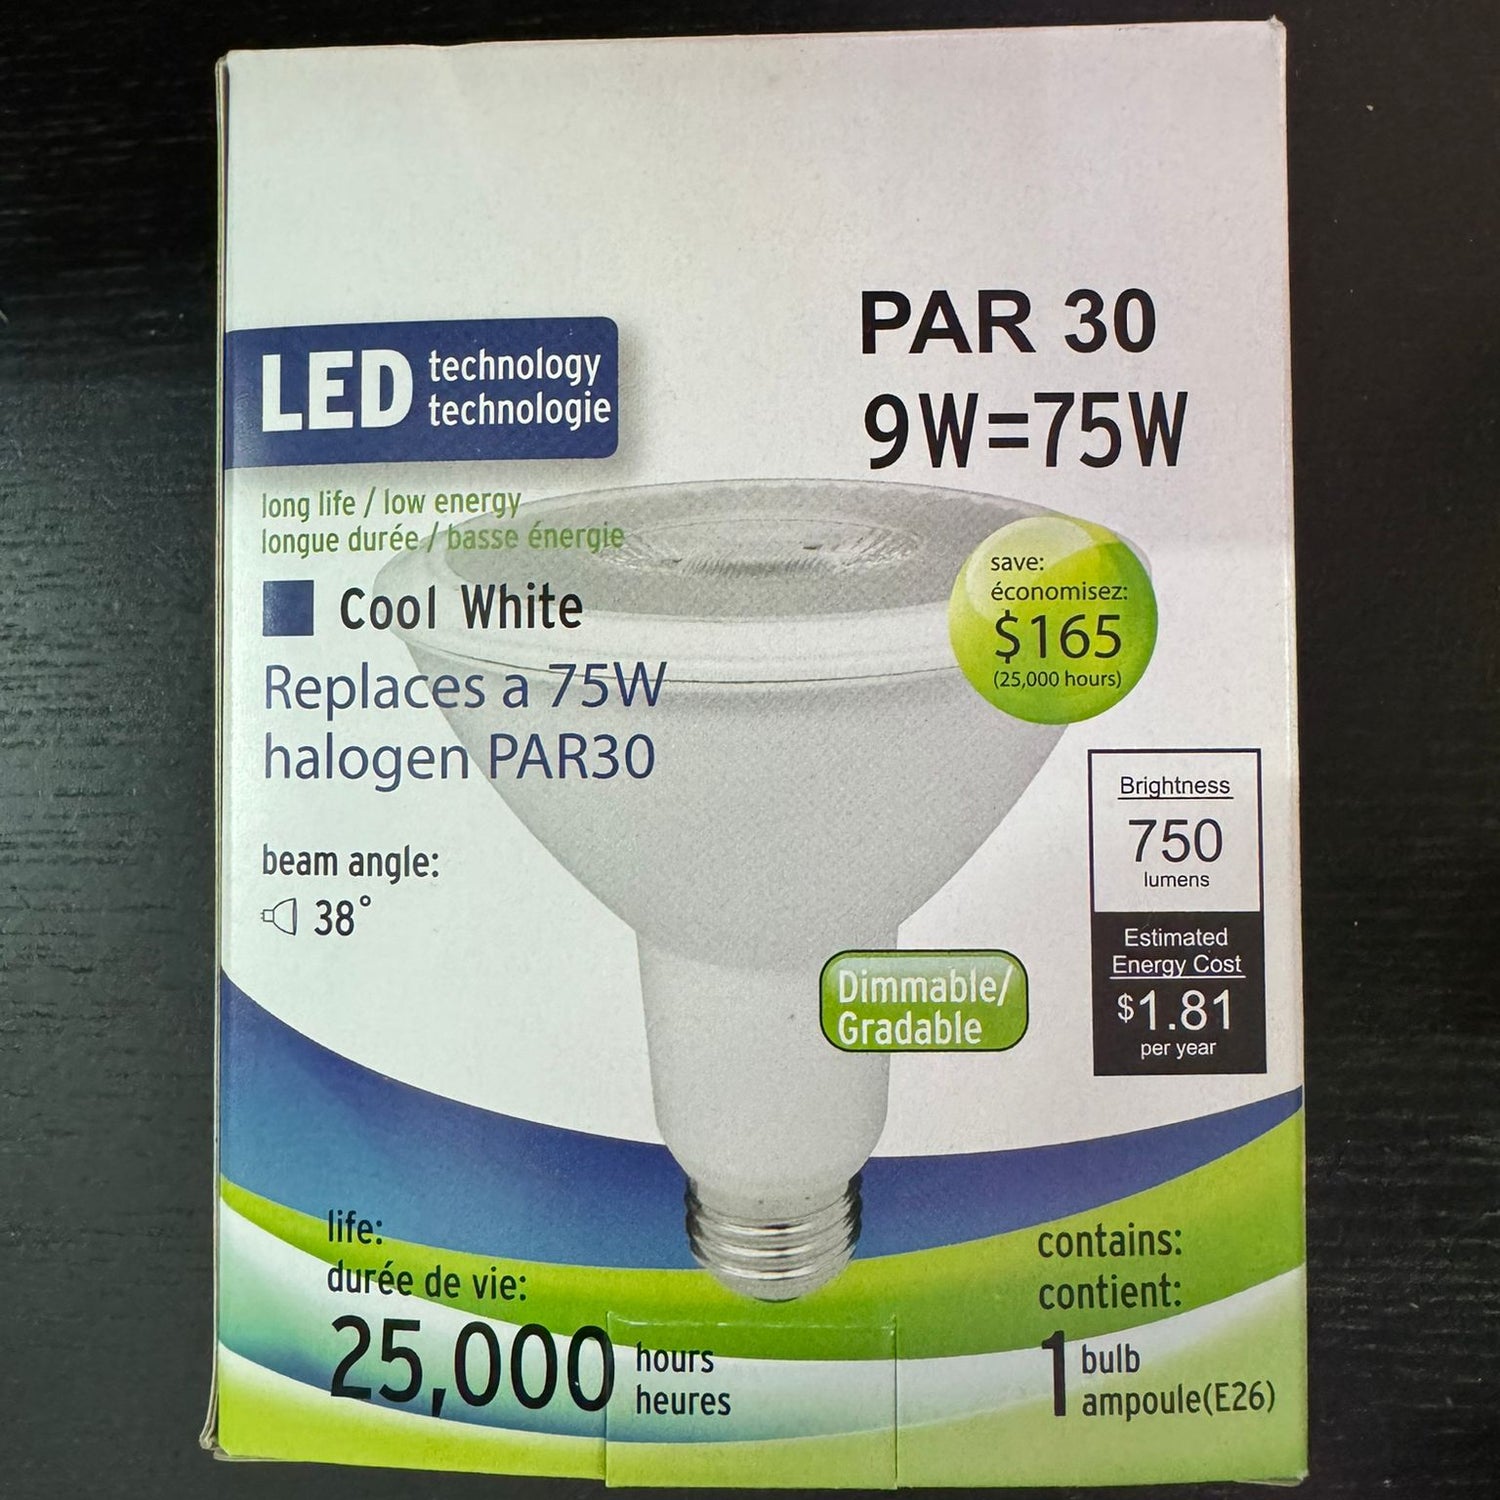 PAR 30
9W=75W
LED technology
technologie
long life / low energy
longue durée / basse énergie
Cool White
Replaces a 75W
halogen PAR30
save:
économisez:
$165
(25,000 hours)
beam angle:
38°
Brightness
750
lumens
Estimated
Energy Cost
$1.81
per year
Dimmable/
Gradable
life:
durée de vie:
25,000 hours
heures
contains:
contient:
1 bulb
ampoule(E26)